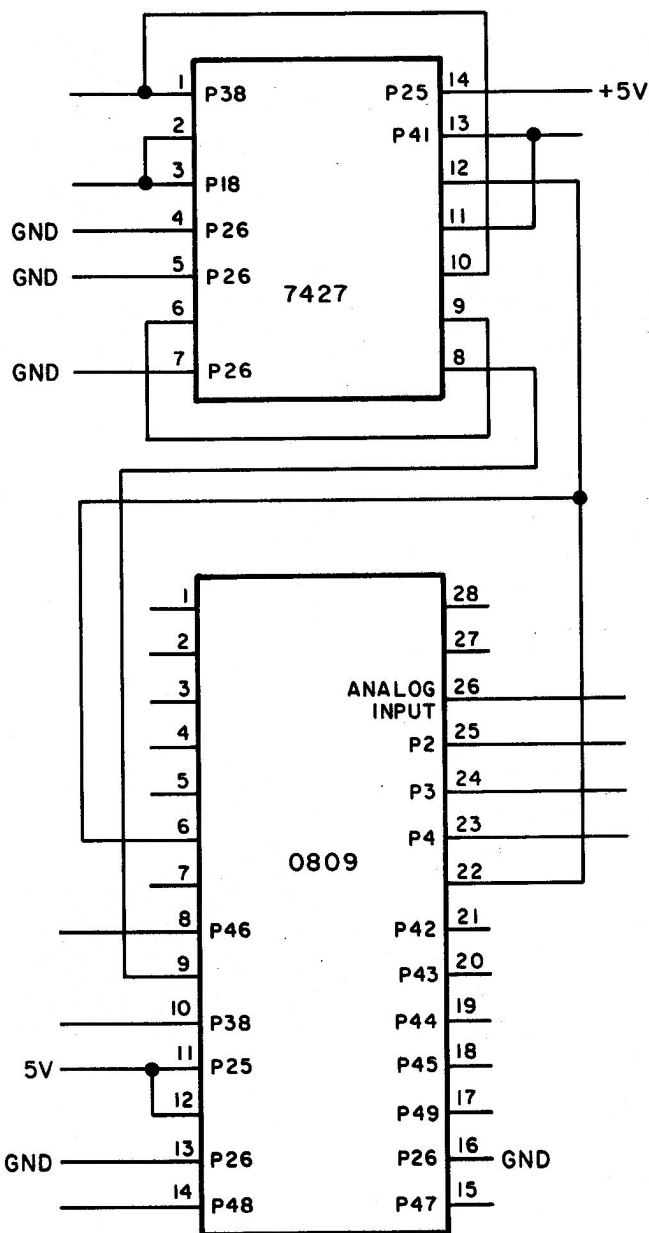 1 P38 P25 14 +5V
2 P41 13
12
3 P18
GND 4 P26 11
GND 5 P26 10
7427
6 9
GND 7 P26 8
1 28
2 27
3 ANALOG INPUT 26
4 P2 25
5 P3 24
6 P4 23
0809
7 22
8 P46 P42 21
9 P43 20
10 P38 P44 19
5V 11 P25 P45 18
12 P49 17
GND 13 P26 P26 16 GND
14 P48 P47 15